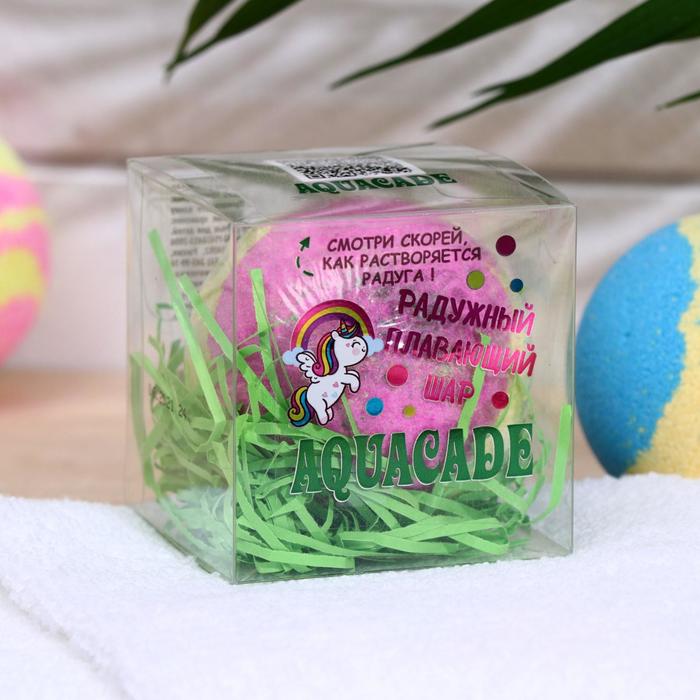 AQUACADE
СМОТРИ СКОРЕЙ,
КАК РАСТВОРЯЕТСЯ
РАДУГА !
РАДУЖНЫЙ
ПЛАВАЮЩИЙ
ШАР
AQUACADE